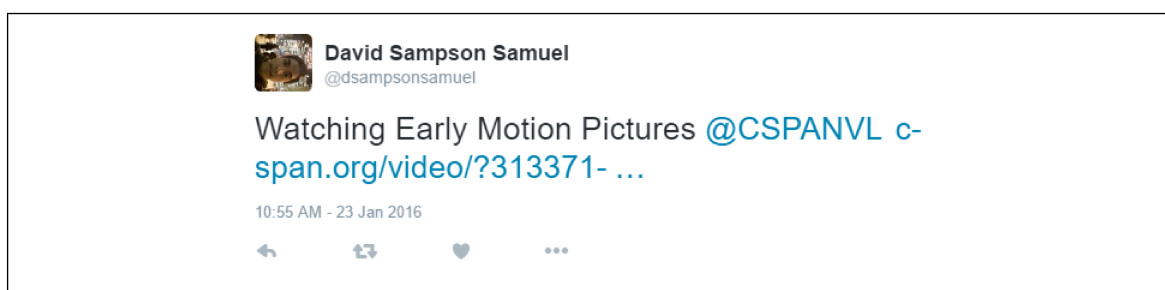 David Sampson Samuel
@dsampsonsamuel
Watching Early Motion Pictures @CSPANVL c-
span.org/video/?313371- …
10:55 AM - 23 Jan 2016